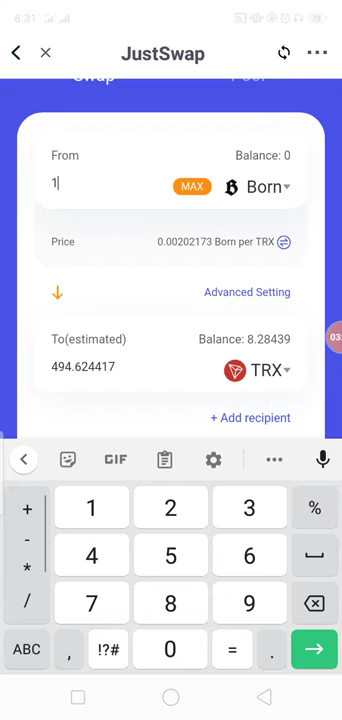 8:31
JustSwap
From
Balance: 0
1
MAX
Born
Price
0.00202173 Born per TRX
Advanced Setting
To(estimated)
Balance: 8.28439
494.624417
TRX
+ Add recipient
GIF
+ 1 2 3 %
- 4 5 6
*
/ 7 8 9
ABC , !?# 0 = .